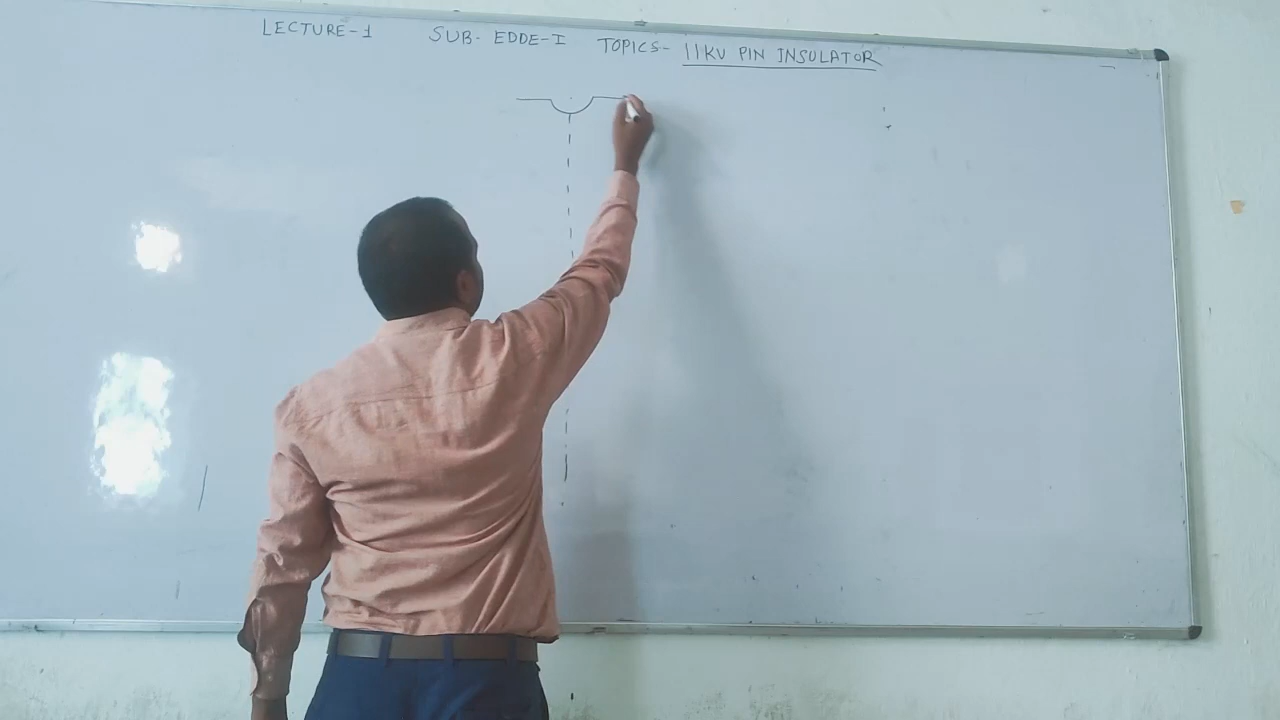 LECTURE-1 SUB- EDDE-I TOPICS- 11KV PIN INSULATOR